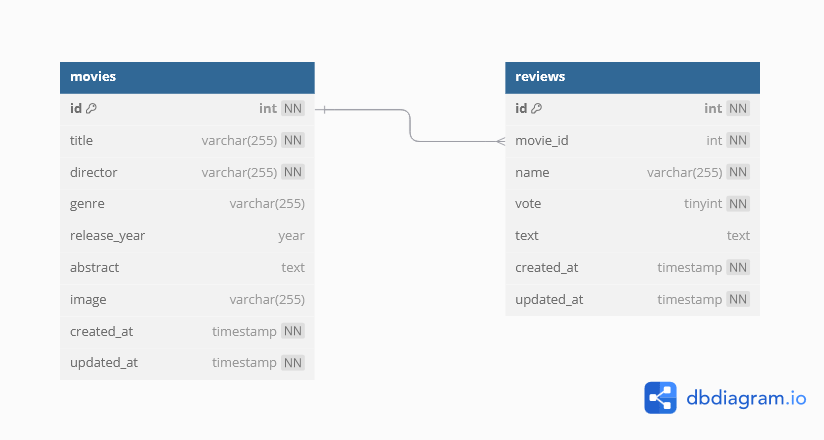 movies
id int NN
title varchar(255) NN
director varchar(255) NN
genre varchar(255)
release_year year
abstract text
image varchar(255)
created_at timestamp NN
updated_at timestamp NN
reviews
id int NN
movie_id int NN
name varchar(255) NN
vote tinyint NN
text text
created_at timestamp NN
updated_at timestamp NN
dbdiagram.io